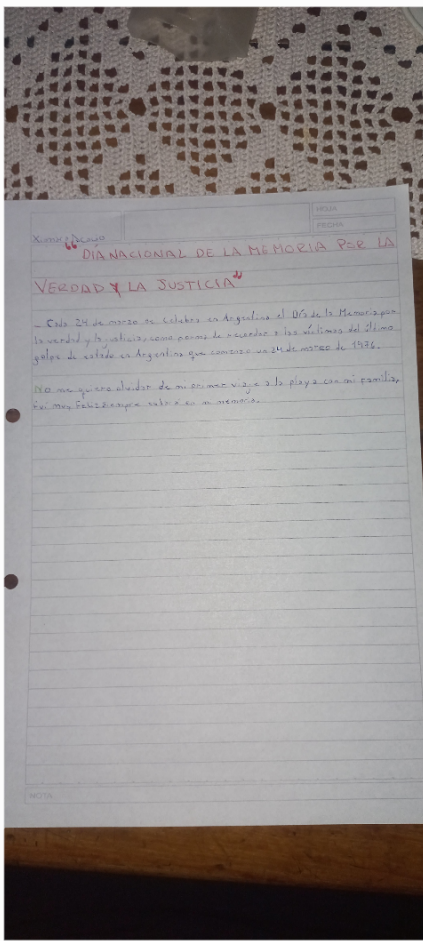 HOJA
FECHA
"DIA NACIONAL DE LA MEMORIA POR LA
VERDAD Y LA JUSTICIA"
- Cada 24 de marzo se celebra en Argentina el Día de la Memoria por
la verdad y la justicia, como forma de recordar a las víctimas del último
golpe de estado en Argentina que comenzo un 24 de marzo de 1976.
No me quiero olvidar de mi primer viaje a la playa con mi familia,
fui muy feliz siempre estará en mi memoria.
NOTA